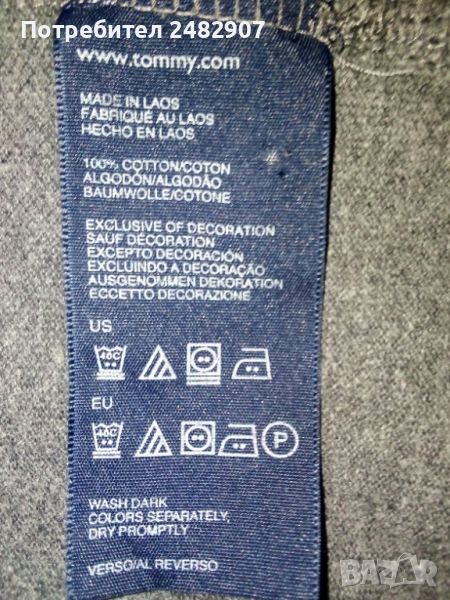 Потребител 2482907
www.tommy.com
MADE IN LAOS
FABRIQUÉ AU LAOS
HECHO EN LAOS
100% COTTON/COTON
ALGODÓN/ALGODÃO
BAUMWOLLE/COTONE
EXCLUSIVE OF DECORATION
SAUF DÉCORATION
EXCEPTO DECORACIÓN
EXCLUINDO A DECORAÇÃO
AUSGENOMMEN DEKORATION
ECCETTO DECORAZIONE
US
40C
EU
40C P
WASH DARK
COLORS SEPARATELY,
DRY PROMPTLY
VERSO/AL REVERSO
BAZAR